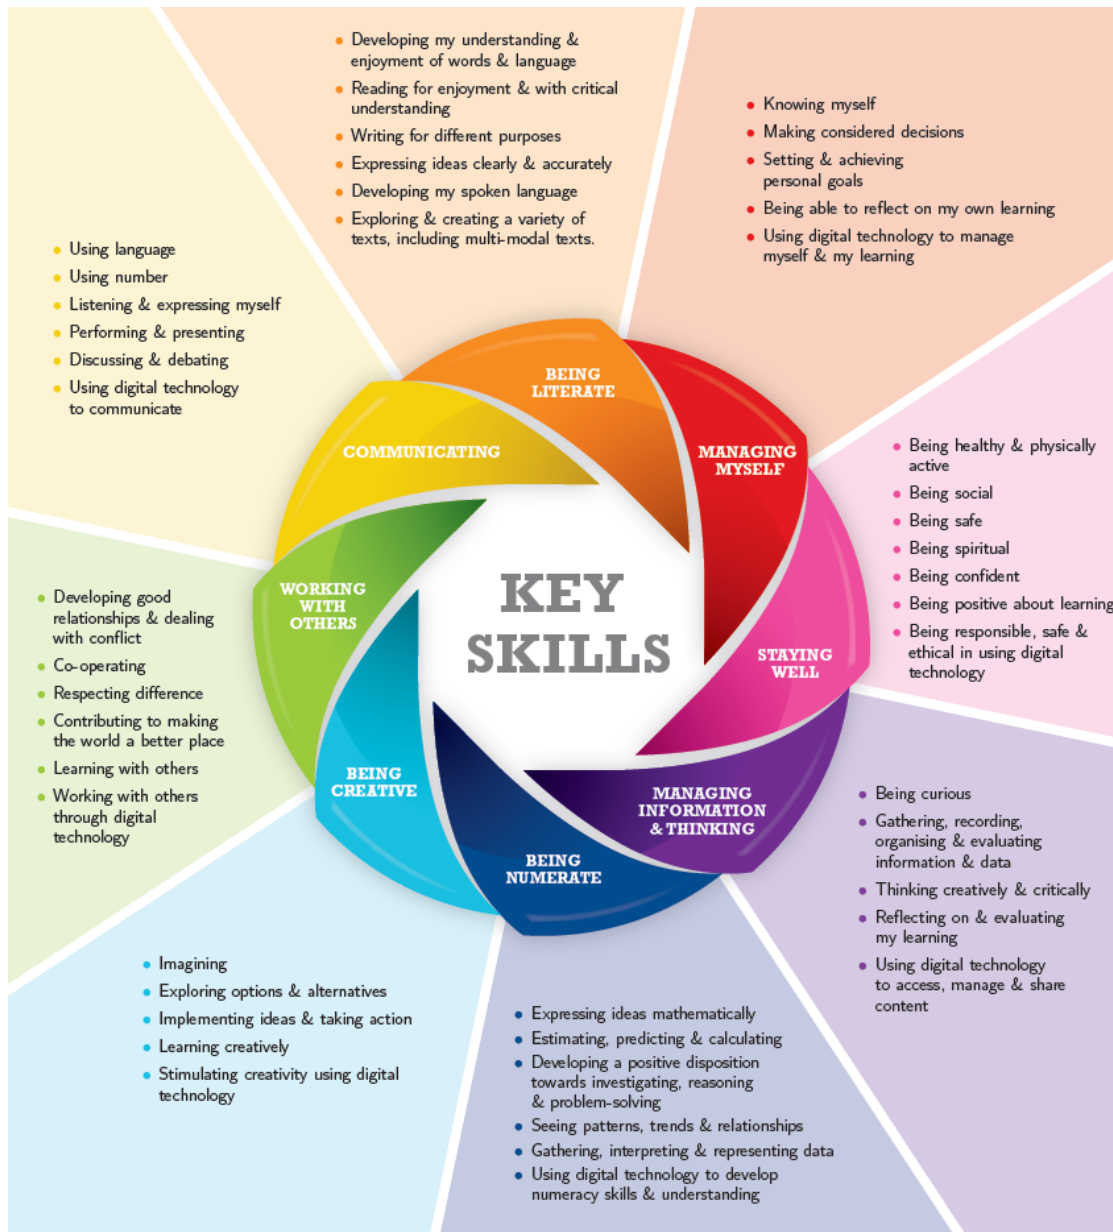 • Developing my understanding &
enjoyment of words & language
• Reading for enjoyment & with critical
understanding
• Writing for different purposes
• Expressing ideas clearly & accurately
• Developing my spoken language
• Exploring & creating a variety of
texts, including multi-modal texts.
• Knowing myself
• Making considered decisions
• Setting & achieving
personal goals
• Being able to reflect on my own learning
• Using digital technology to manage
myself & my learning
• Using language
• Using number
• Listening & expressing myself
• Performing & presenting
• Discussing & debating
• Using digital technology
to communicate
BEING
LITERATE
COMMUNICATING
MANAGING
MYSELF
• Being healthy & physically
active
• Being social
• Being safe
• Being spiritual
• Being confident
• Being positive about learning
• Being responsible, safe &
ethical in using digital
technology
WORKING
WITH
OTHERS
KEY
SKILLS
STAYING
WELL
• Developing good
relationships & dealing
with conflict
• Co-operating
• Respecting difference
• Contributing to making
the world a better place
• Learning with others
• Working with others
through digital
technology
BEING
CREATIVE
MANAGING
INFORMATION
& THINKING
BEING
NUMERATE
• Being curious
• Gathering, recording,
organising & evaluating
information & data
• Thinking creatively & critically
• Reflecting on & evaluating
my learning
• Using digital technology
to access, manage & share
content
• Imagining
• Exploring options & alternatives
• Implementing ideas & taking action
• Learning creatively
• Stimulating creativity using digital
technology
• Expressing ideas mathematically
• Estimating, predicting & calculating
• Developing a positive disposition
towards investigating, reasoning
& problem-solving
• Seeing patterns, trends & relationships
• Gathering, interpreting & representing data
• Using digital technology to develop
numeracy skills & understanding